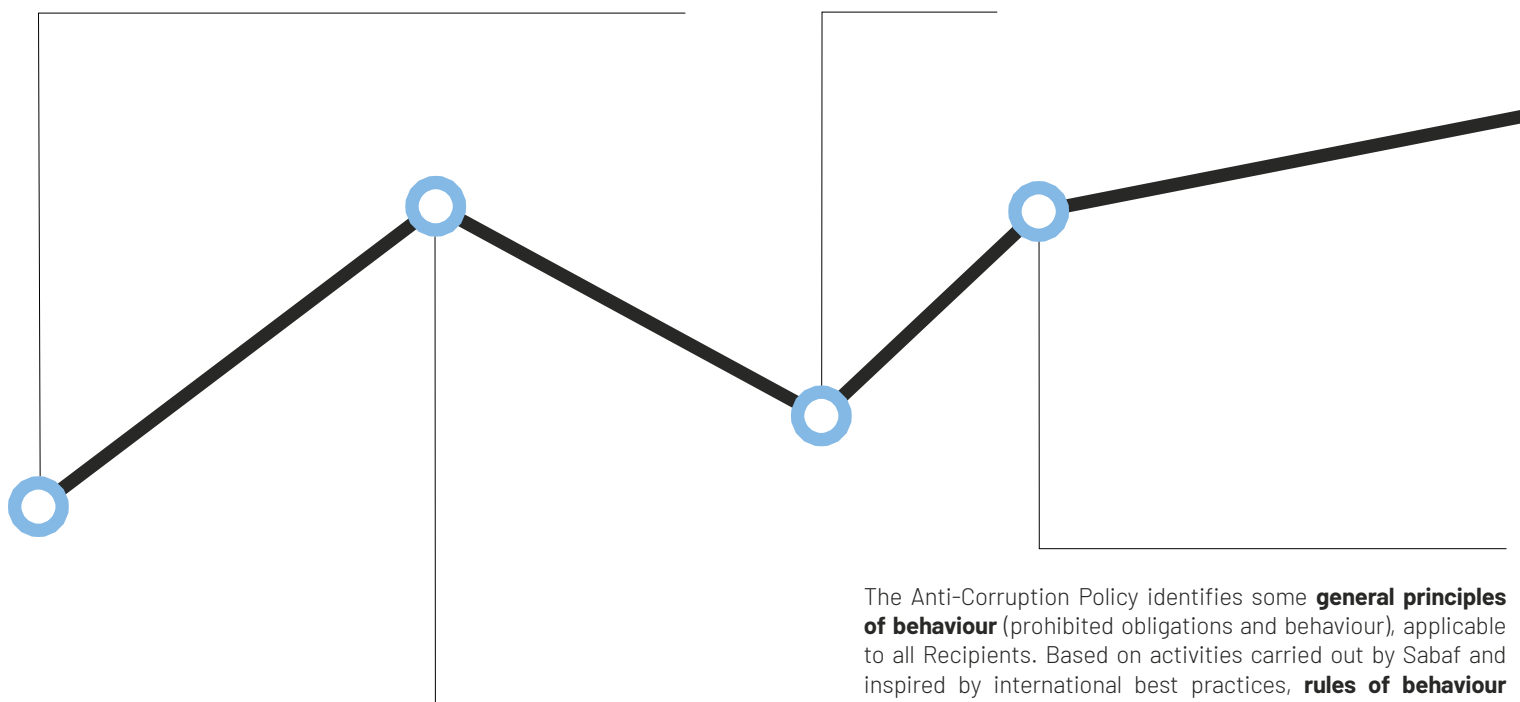 The Anti-Corruption Policy identifies some general principles
of behaviour (prohibited obligations and behaviour), applicable
to all Recipients. Based on activities carried out by Sabaf and
inspired by international best practices, rules of behaviour